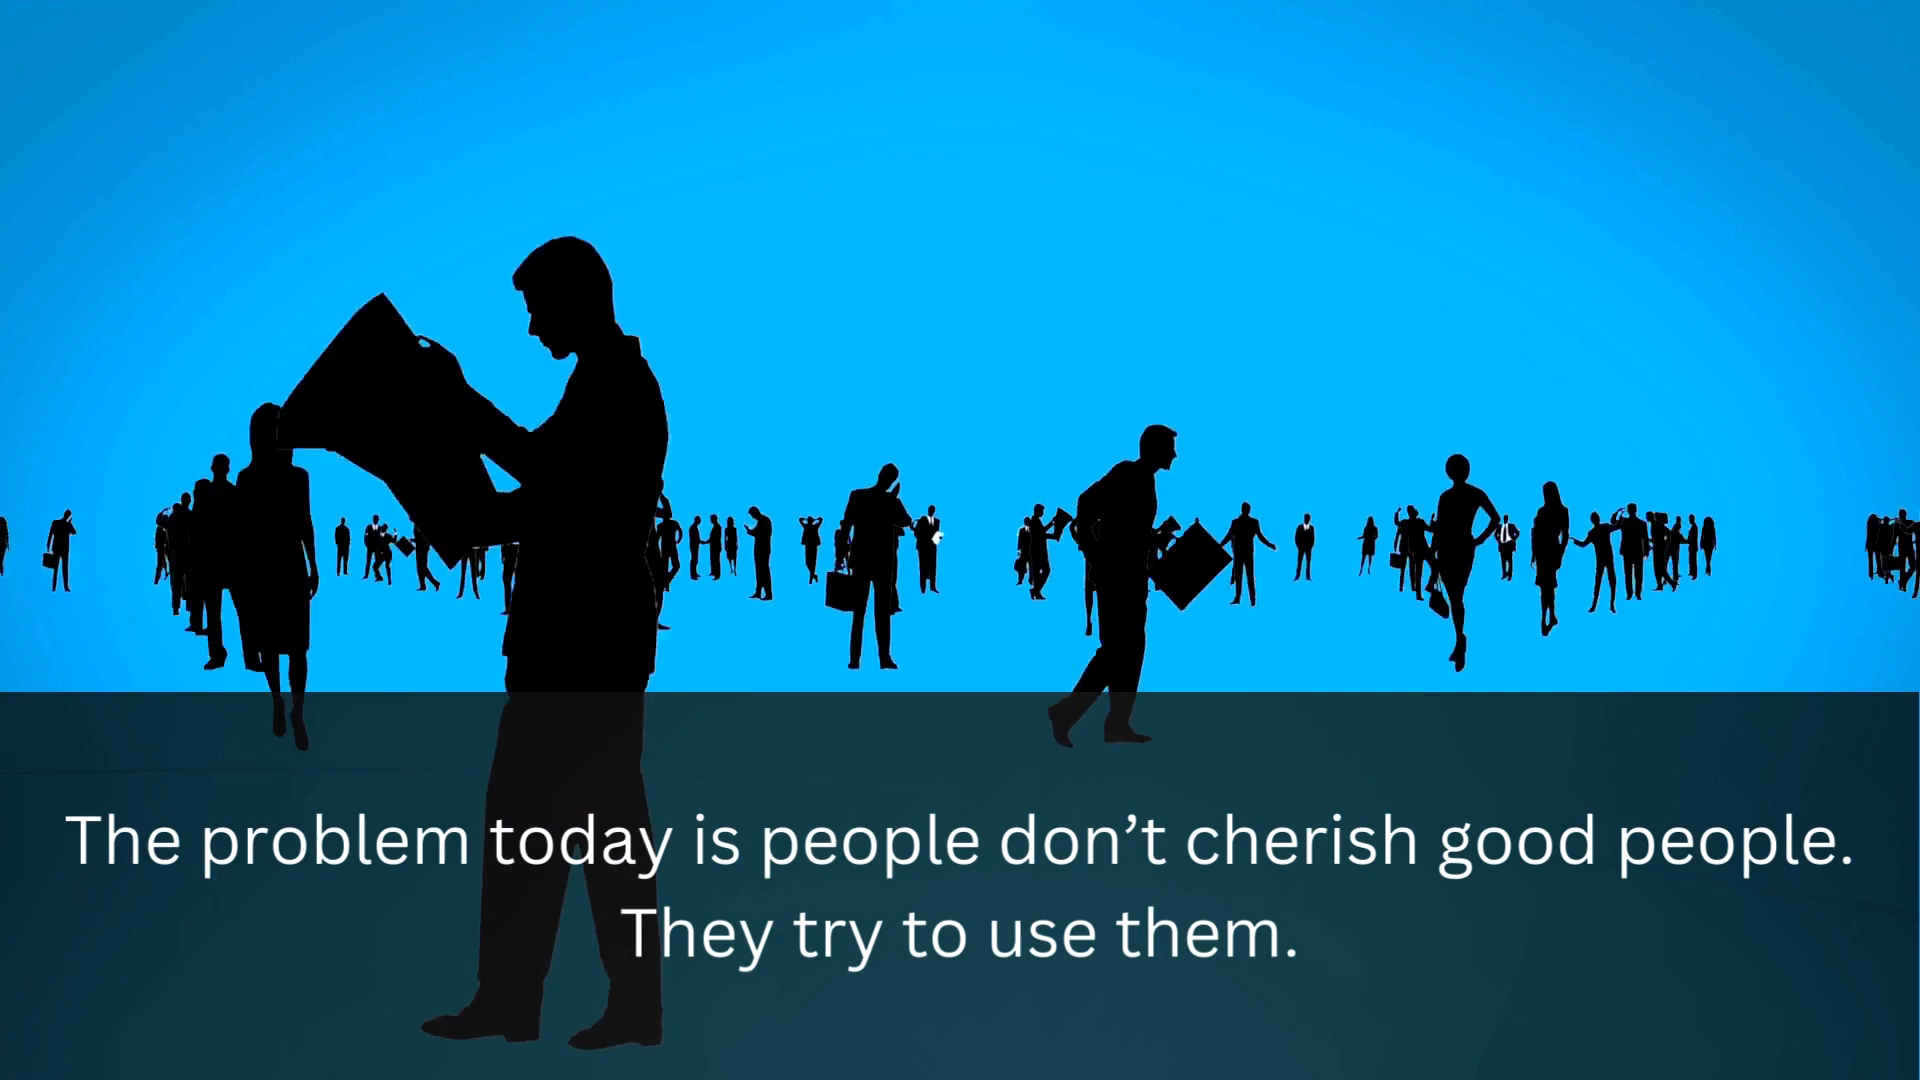 The problem today is people don’t cherish good people.
They try to use them.